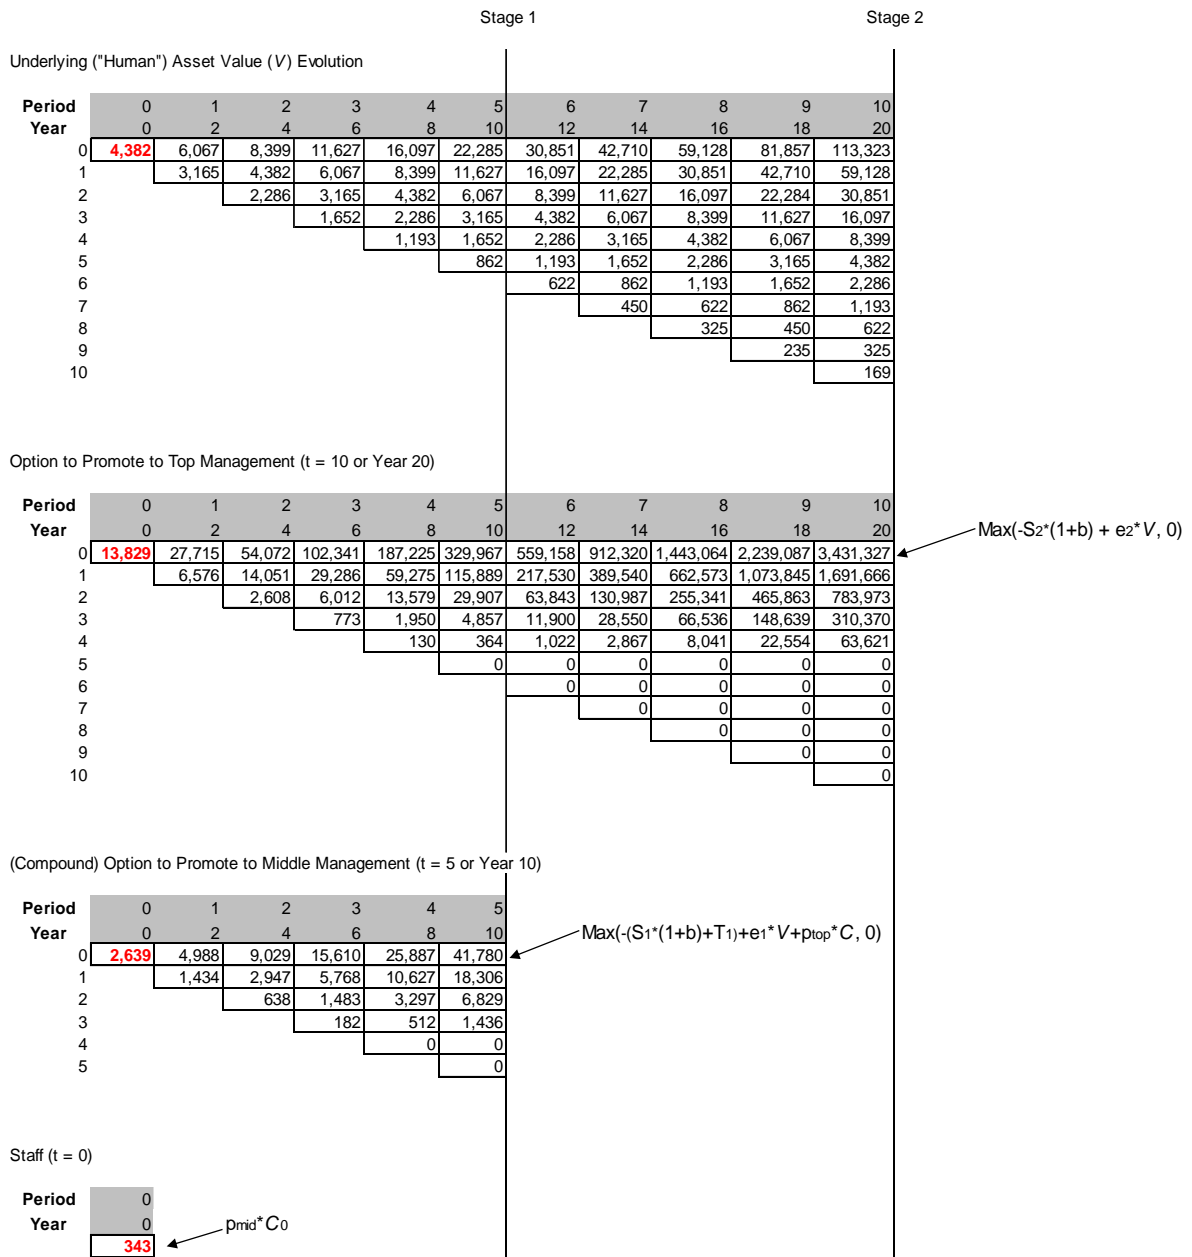 Stage 1 Stage 2
Underlying ("Human") Asset Value (V) Evolution
Period 0 1 2 3 4 5 6 7 8 9 10
Year 0 2 4 6 8 10 12 14 16 18 20
0 4,382 6,067 8,399 11,627 16,097 22,285 30,851 42,710 59,128 81,857 113,323
1 3,165 4,382 6,067 8,399 11,627 16,097 22,285 30,851 42,710 59,128
2 2,286 3,165 4,382 6,067 8,399 11,627 16,097 22,284 30,851
3 1,652 2,286 3,165 4,382 6,067 8,399 11,627 16,097
4 1,193 1,652 2,286 3,165 4,382 6,067 8,399
5 862 1,193 1,652 2,286 3,165 4,382
6 622 862 1,193 1,652 2,286
7 450 622 862 1,193
8 325 450 622
9 235 325
10 169
Option to Promote to Top Management (t = 10 or Year 20)
Period 0 1 2 3 4 5 6 7 8 9 10
Year 0 2 4 6 8 10 12 14 16 18 20
Max(-S2*(1+b) + e2*V, 0)
0 13,829 27,715 54,072 102,341 187,225 329,967 559,158 912,320 1,443,064 2,239,087 3,431,327
1 6,576 14,051 29,286 59,275 115,889 217,530 389,540 662,573 1,073,845 1,691,666
2 2,608 6,012 13,579 29,907 63,843 130,987 255,341 465,863 783,973
3 773 1,950 4,857 11,900 28,550 66,536 148,639 310,370
4 130 364 1,022 2,867 8,041 22,554 63,621
5 0 0 0 0 0 0
6 0 0 0 0 0
7 0 0 0 0
8 0 0 0
9 0 0
10 0
(Compound) Option to Promote to Middle Management (t = 5 or Year 10)
Period 0 1 2 3 4 5
Year 0 2 4 6 8 10
Max(-(S1*(1+b)+T1)+e1*V+ptop*C, 0)
0 2,639 4,988 9,029 15,610 25,887 41,780
1 1,434 2,947 5,768 10,627 18,306
2 638 1,483 3,297 6,829
3 182 512 1,436
4 0 0
5 0
Staff (t = 0)
Period 0
Year 0
pmid*C0
343